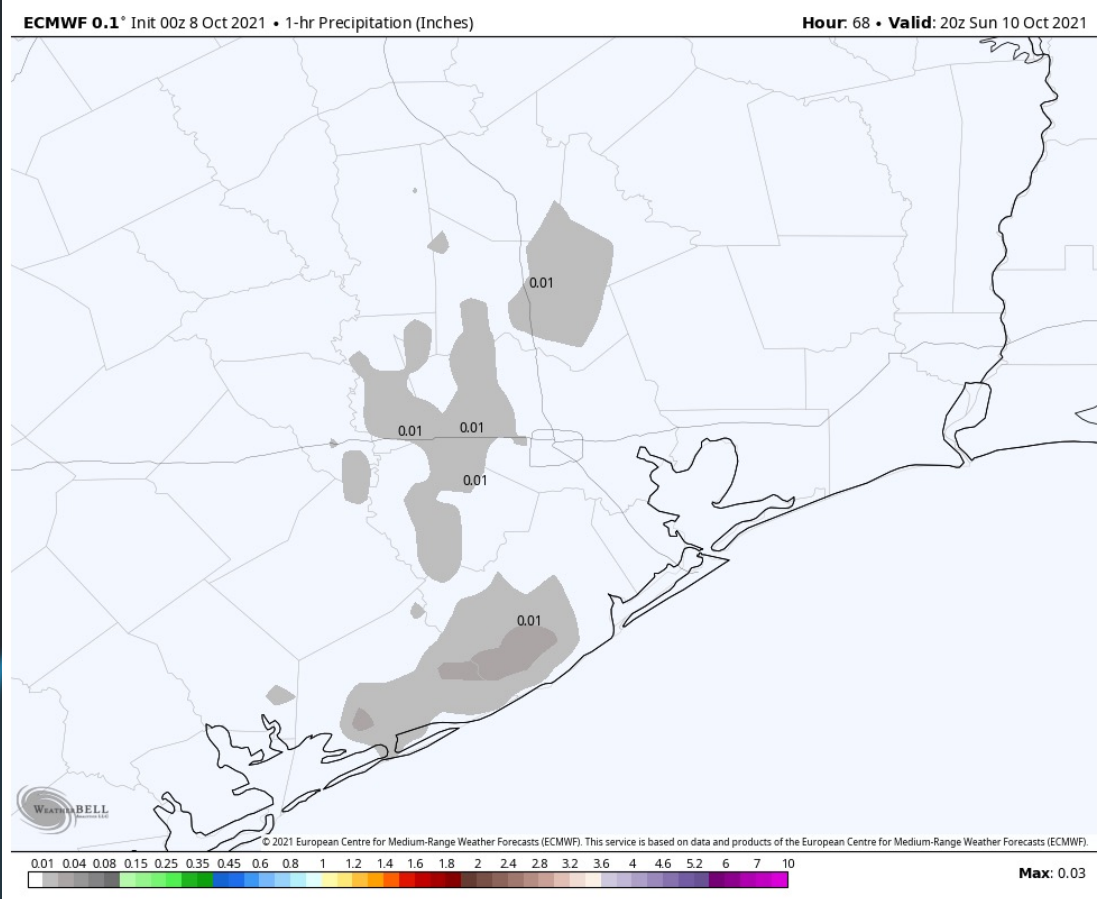 ECMWF 0.1° Init 00z 8 Oct 2021 • 1-hr Precipitation (Inches) Hour: 68 • Valid: 20z Sun 10 Oct 2021
0.01
0.01 0.01
0.01
0.01
WeatherBELL
© 2021 European Centre for Medium-Range Weather Forecasts (ECMWF). This service is based on data and products of the European Centre for Medium-Range Weather Forecasts (ECMWF).
0.01 0.04 0.08 0.15 0.25 0.35 0.45 0.6 0.8 1 1.2 1.4 1.6 1.8 2 2.4 2.8 3.2 3.6 4 4.6 5.2 6 7 10
Max: 0.03